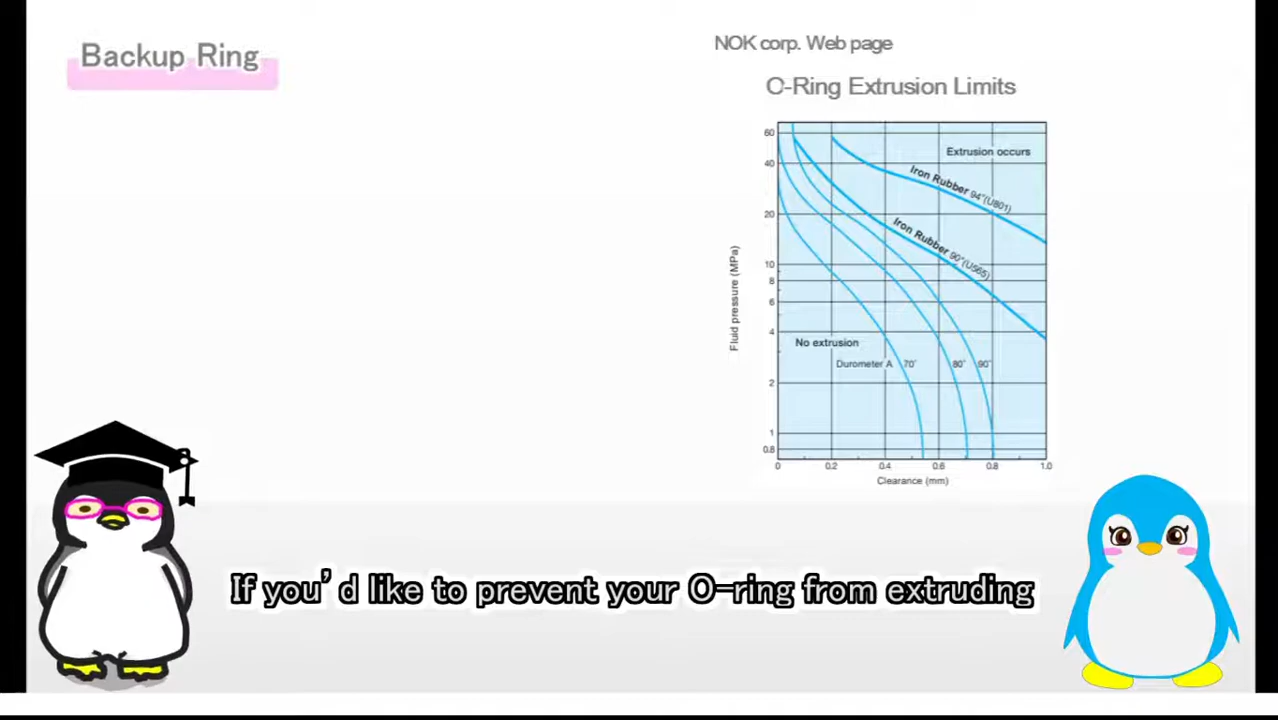 Backup Ring
NOK corp. Web page
O-Ring Extrusion Limits
60
40
20
10
8
6
4
2
1
0.8
Fluid pressure (MPa)
Extrusion occurs
Iron Rubber 94°(U801)
Iron Rubber 90°(U565)
No extrusion
Durometer A 70° 80° 90°
0 0.2 0.4 0.6 0.8 1.0
Clearance (mm)
If you'd like to prevent your O-ring from extruding